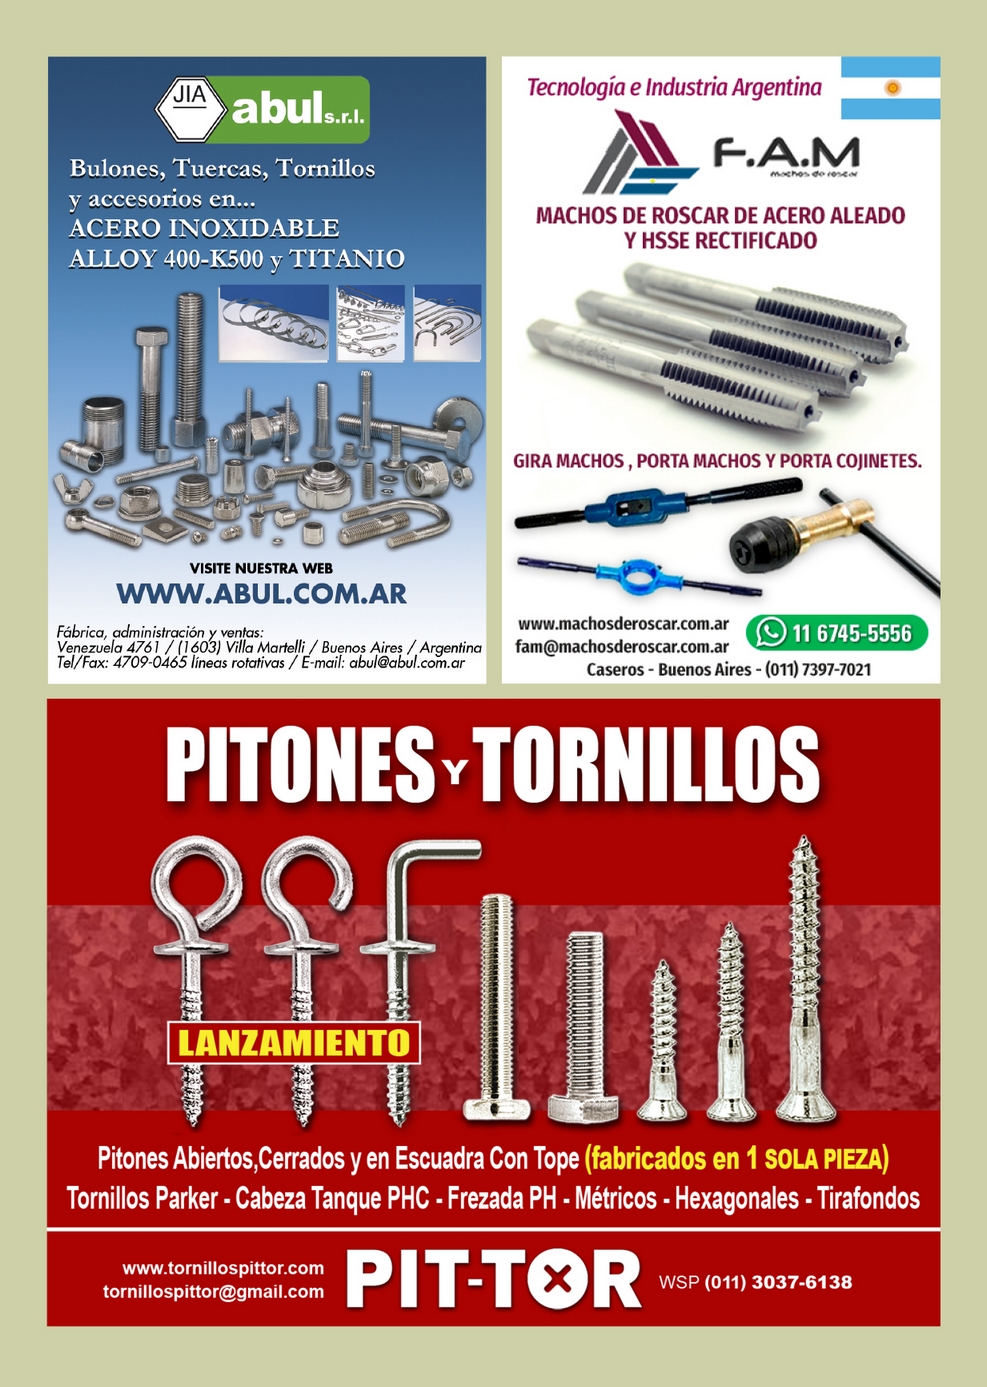 JIA
abul s.r.l.
Bulones, Tuercas, Tornillos
y accesorios en...
ACERO INOXIDABLE
ALLOY 400-K500 y TITANIO
VISITE NUESTRA WEB
WWW.ABUL.COM.AR
Fábrica, administración y ventas:
Venezuela 4761 / (1603) Villa Martelli / Buenos Aires / Argentina
Tel/Fax: 4709-0465 líneas rotativas / E-mail: abul@abul.com.ar
Tecnología e Industria Argentina
F.A.M
machos de roscar
MACHOS DE ROSCAR DE ACERO ALEADO
Y HSSE RECTIFICADO
GIRA MACHOS , PORTA MACHOS Y PORTA COJINETES.
www.machosderoscar.com.ar
fam@machosderoscar.com.ar
11 6745-5556
Caseros - Buenos Aires - (011) 7397-7021
PITONES Y TORNILLOS
LANZAMIENTO
Pitones Abiertos,Cerrados y en Escuadra Con Tope (fabricados en 1 SOLA PIEZA)
Tornillos Parker - Cabeza Tanque PHC - Frezada PH - Métricos - Hexagonales - Tirafondos
www.tornillospittor.com
tornillospittor@gmail.com
PIT-TOR
WSP (011) 3037-6138